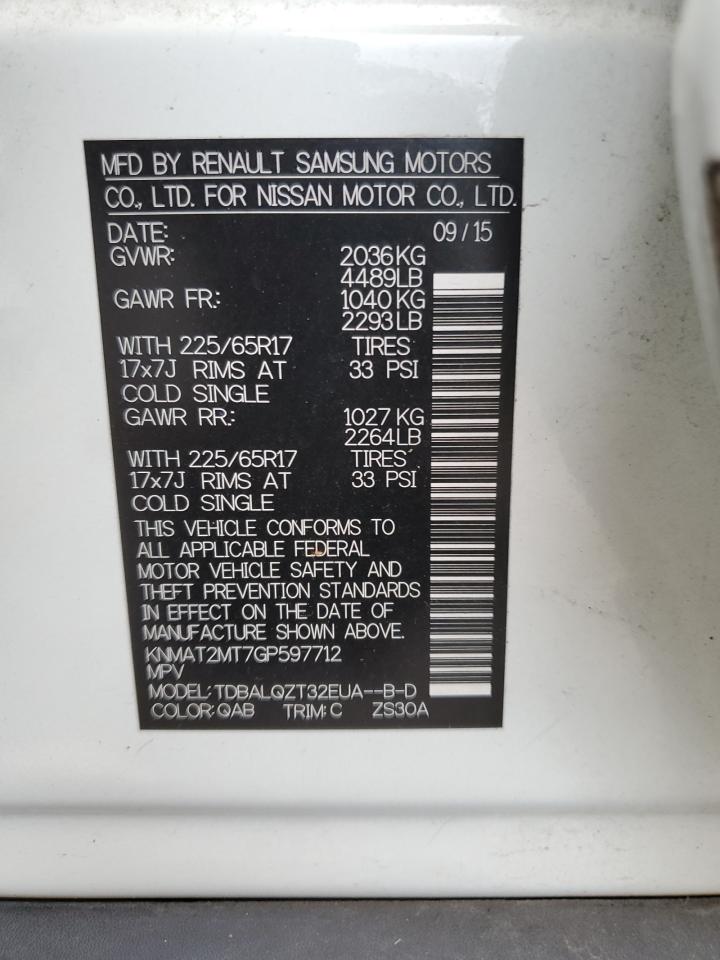 MFD BY RENAULT SAMSUNG MOTORS
CO., LTD. FOR NISSAN MOTOR CO., LTD.
DATE: 09/15
GVWR: 2036KG
4489LB
GAWR FR.: 1040KG
2293LB
WITH 225/65R17 TIRES
17x7J RIMS AT 33 PSI
COLD SINGLE
GAWR RR.: 1027KG
2264LB
WITH 225/65R17 TIRES
17x7J RIMS AT 33 PSI
COLD SINGLE
THIS VEHICLE CONFORMS TO
ALL APPLICABLE FEDERAL
MOTOR VEHICLE SAFETY AND
THEFT PREVENTION STANDARDS
IN EFFECT ON THE DATE OF
MANUFACTURE SHOWN ABOVE.
KNMAT2MT7GP597712
MPV
MODEL: TDBALQZT32EUA--B-D
COLOR: QAB TRIM: C ZS30A